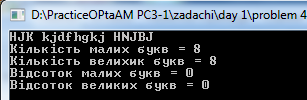 D:\PracticeOPtaAM PC3-1\zadachi\day 1\problem 4
HJK kjdfhgkj HNJBJ
Кількість малих букв = 8
Кількість великих букв = 8
Відсоток малих букв = 0
Відсоток великих букв = 0